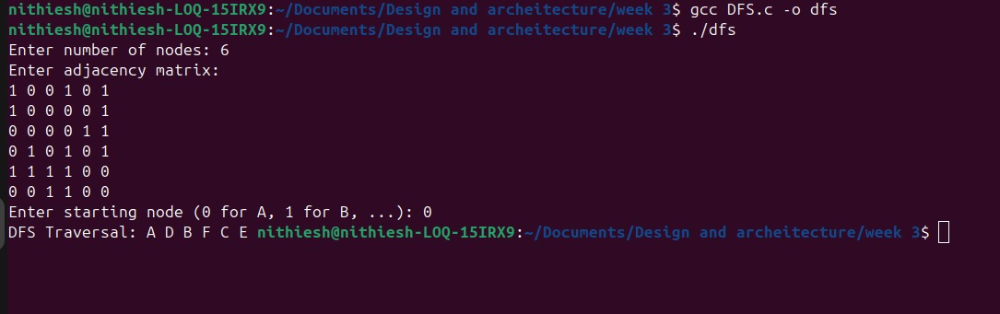 nithiesh@nithiesh-LOQ-15IRX9:~/Documents/Design and archeitecture/week 3$ gcc DFS.c -o dfs
nithiesh@nithiesh-LOQ-15IRX9:~/Documents/Design and archeitecture/week 3$ ./dfs
Enter number of nodes: 6
Enter adjacency matrix:
1 0 0 1 0 1
1 0 0 0 0 1
0 0 0 0 1 1
0 1 0 1 0 1
1 1 1 1 0 0
0 0 1 1 0 0
Enter starting node (0 for A, 1 for B, ...): 0
DFS Traversal: A D B F C E nithiesh@nithiesh-LOQ-15IRX9:~/Documents/Design and archeitecture/week 3$